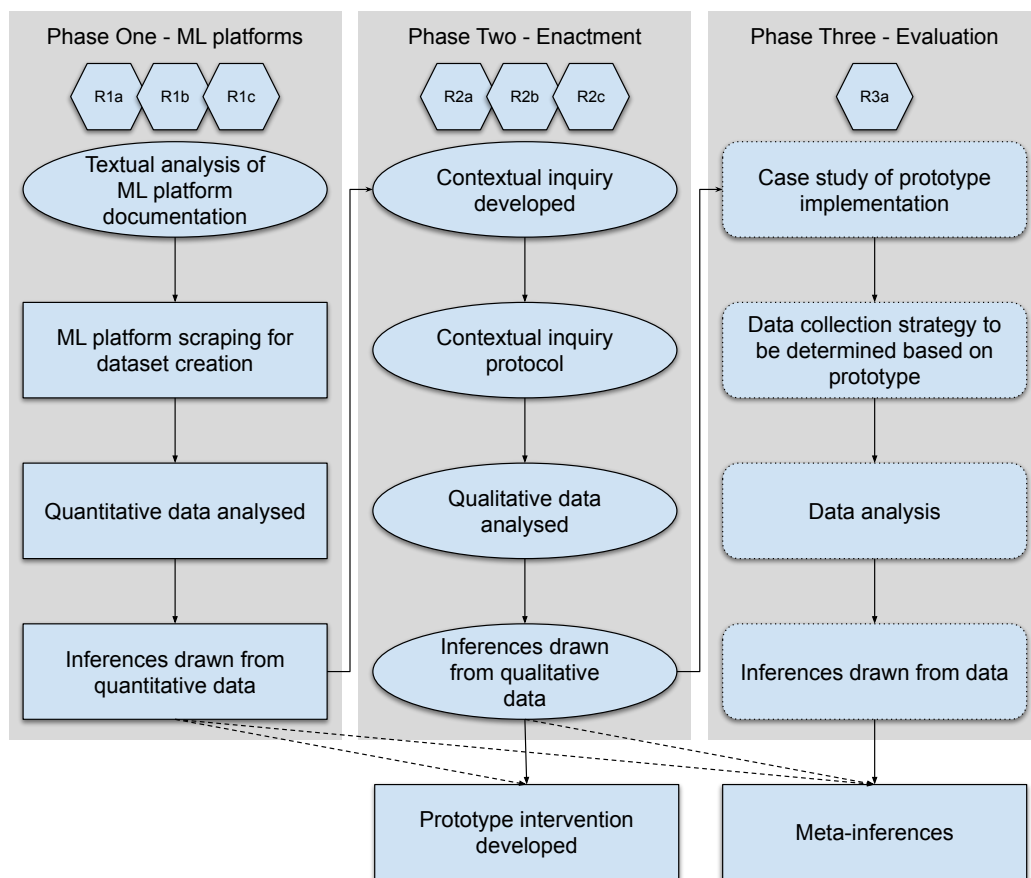 Phase One - ML platforms
R1a
R1b
R1c
Textual analysis of
ML platform
documentation
ML platform scraping for
dataset creation
Quantitative data analysed
Inferences drawn from
quantitative data
Phase Two - Enactment
R2a
R2b
R2c
Contextual inquiry
developed
Contextual inquiry
protocol
Qualitative data
analysed
Inferences drawn
from qualitative
data
Prototype intervention
developed
Phase Three - Evaluation
R3a
Case study of prototype
implementation
Data collection strategy to
be determined based on
prototype
Data analysis
Inferences drawn from data
Meta-inferences